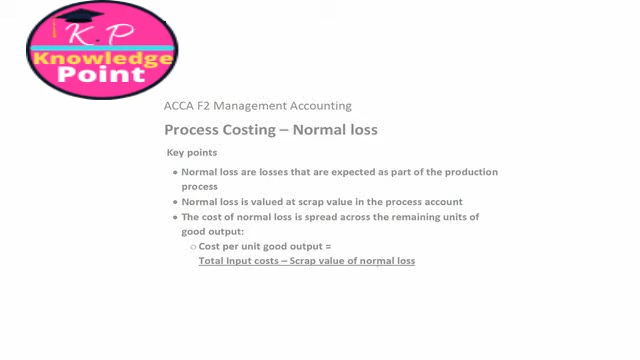 K.P
Knowledge
Point
ACCA F2 Management Accounting
Process Costing – Normal loss
Key points
• Normal loss are losses that are expected as part of the production
process
• Normal loss is valued at scrap value in the process account
• The cost of normal loss is spread across the remaining units of
good output:
○ Cost per unit good output =
Total Input costs – Scrap value of normal loss